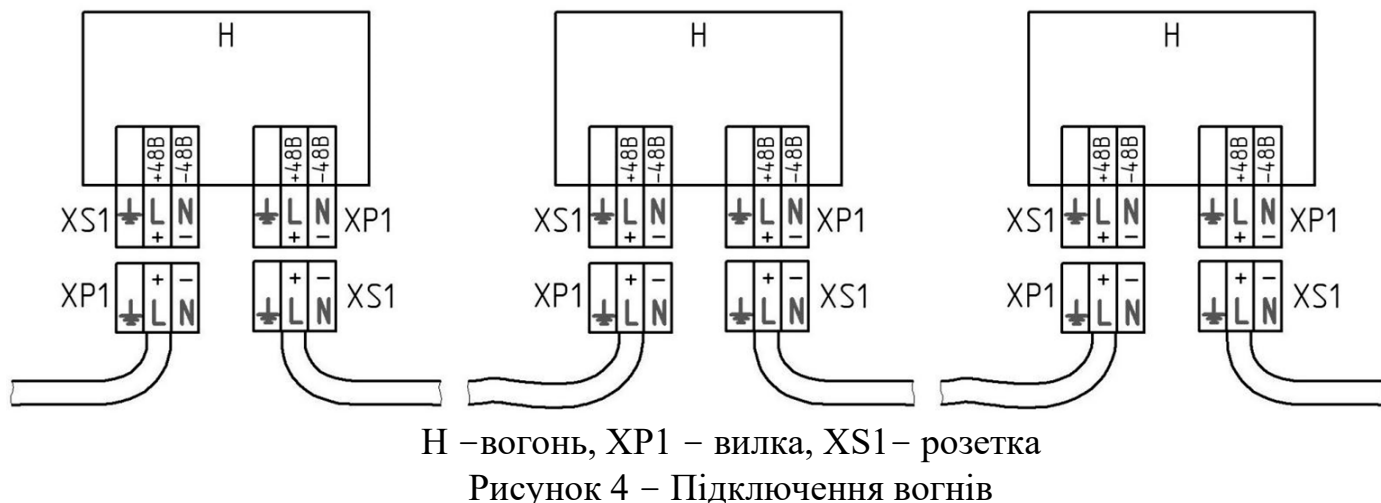 H H H
+48В -48В +48В -48В +48В -48В +48В -48В +48В -48В +48В -48В
XS1 L N L N XP1 XS1 L N L N XP1 XS1 L N L N XP1
+ − + − + − + − + − + −
+ − + − + − + − + − + −
XP1 L N L N XS1 XP1 L N L N XS1 XP1 L N L N XS1
Н −вогонь, ХР1 − вилка, XS1− розетка
Рисунок 4 − Підключення вогнів